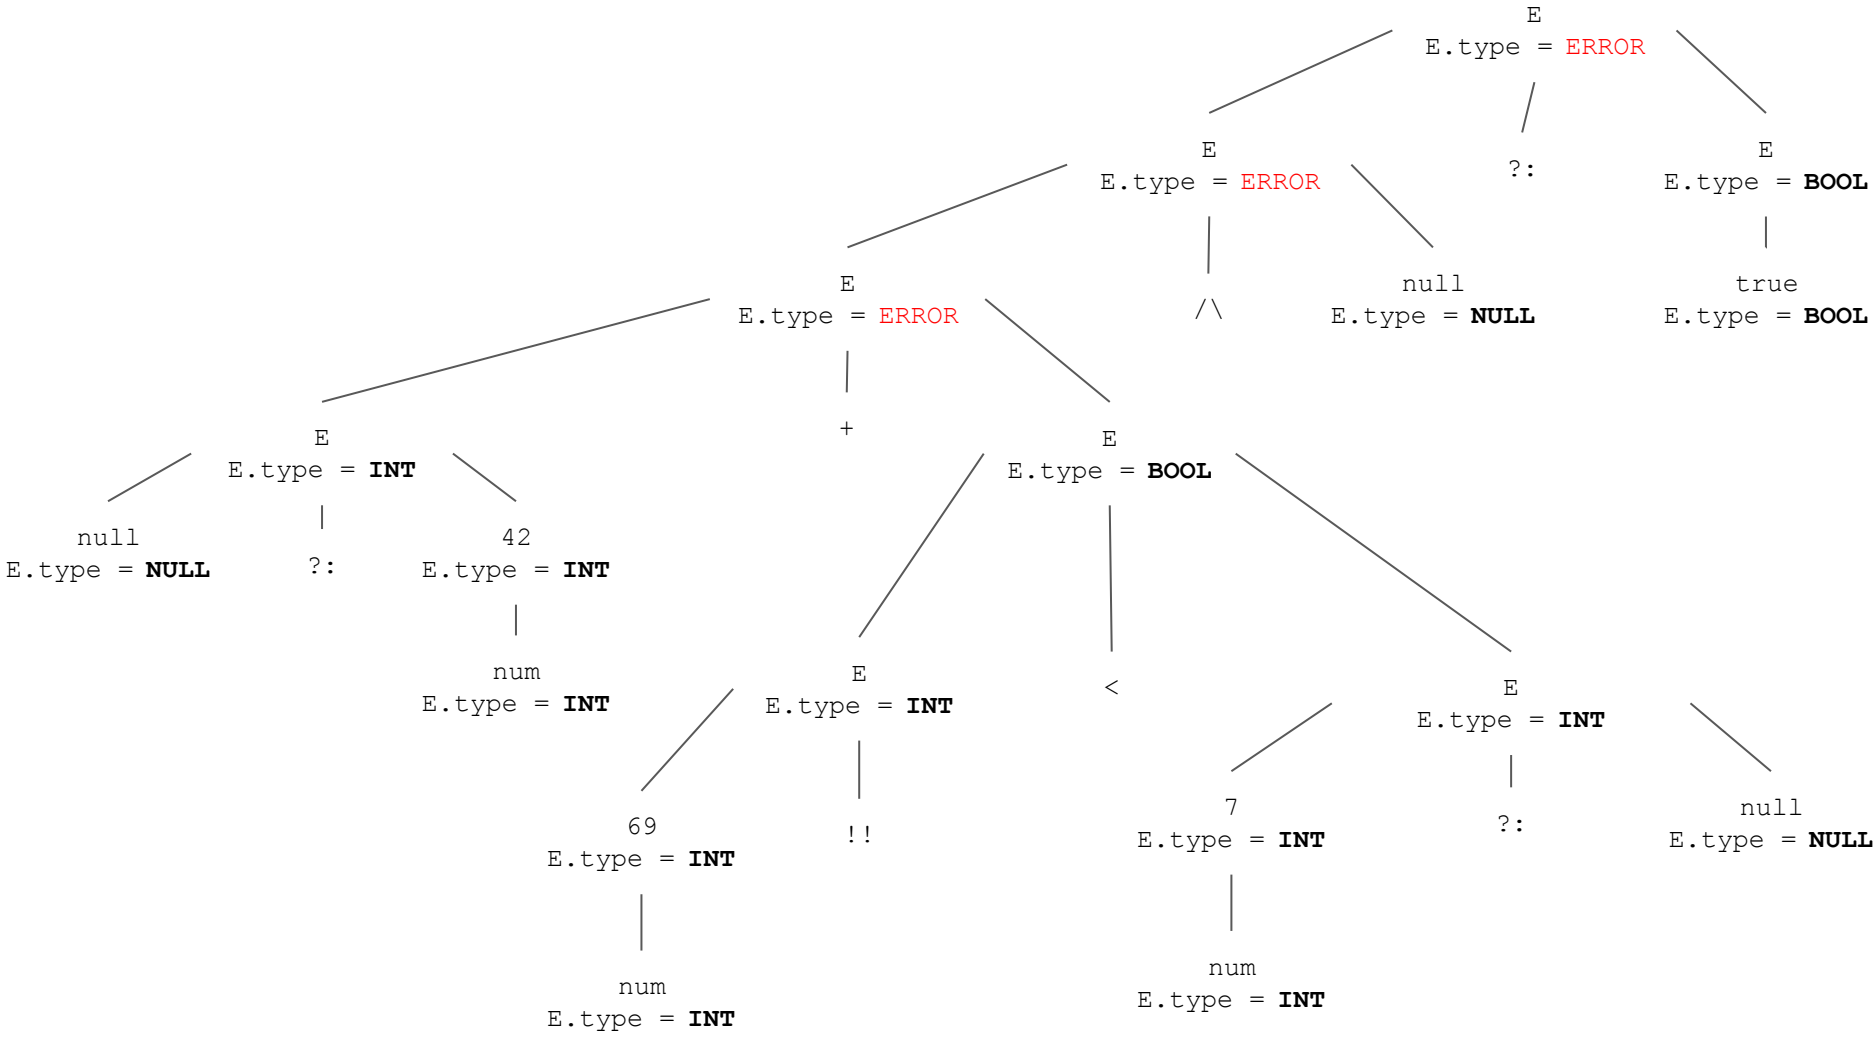 E
E.type = ERROR
E
E.type = ERROR
?:
E
E.type = BOOL
E
E.type = ERROR
/\
null
E.type = NULL
true
E.type = BOOL
E
E.type = INT
+
E
E.type = BOOL
null
E.type = NULL
?:
42
E.type = INT
num
E.type = INT
E
E.type = INT
<
E
E.type = INT
69
E.type = INT
!!
7
E.type = INT
?:
null
E.type = NULL
num
E.type = INT
num
E.type = INT